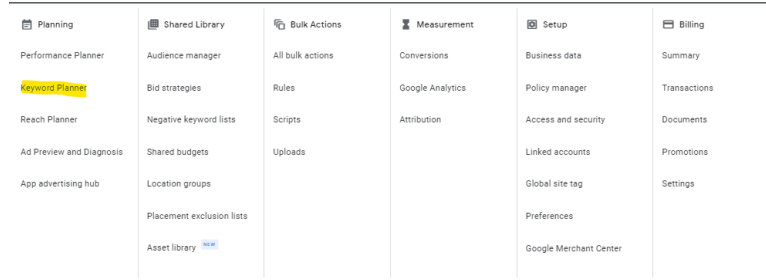 Planning
Performance Planner
Keyword Planner
Reach Planner
Ad Preview and Diagnosis
App advertising hub
Shared Library
Audience manager
Bid strategies
Negative keyword lists
Shared budgets
Location groups
Placement exclusion lists
Asset library NEW
Bulk Actions
All bulk actions
Rules
Scripts
Uploads
Measurement
Conversions
Google Analytics
Attribution
Setup
Business data
Policy manager
Access and security
Linked accounts
Global site tag
Preferences
Google Merchant Center
Billing
Summary
Transactions
Documents
Promotions
Settings